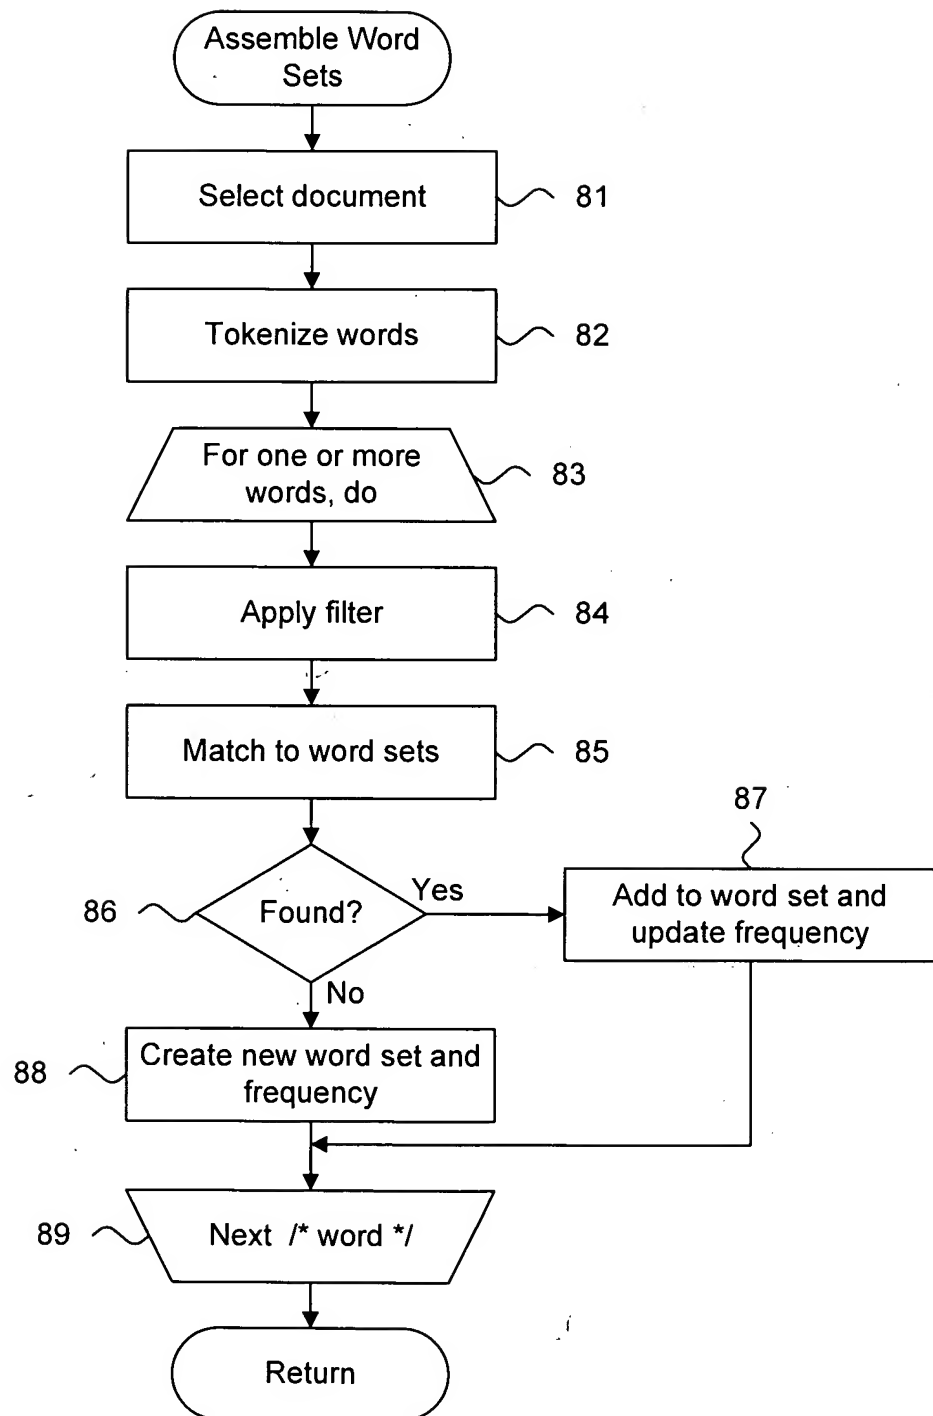 Assemble Word
Sets
Select document
81
Tokenize words
82
For one or more
words, do
83
Apply filter
84
Match to word sets
85
87
86
Found?
Yes
Add to word set and
update frequency
No
88
Create new word set and
frequency
89
Next /* word */
Return